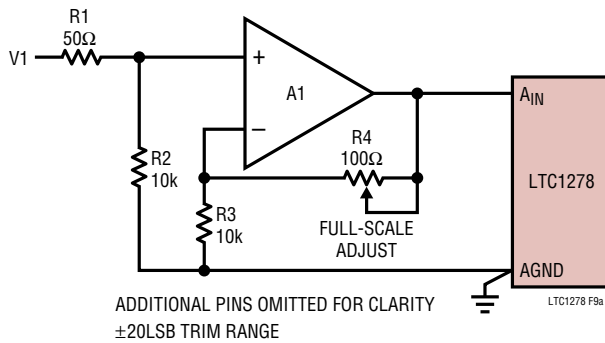 R1
50Ω
V1
+
A1
−
R2
10k
R3
10k
R4
100Ω
FULL-SCALE
ADJUST
AIN
LTC1278
AGND
LTC1278 F9a
ADDITIONAL PINS OMITTED FOR CLARITY
±20LSB TRIM RANGE